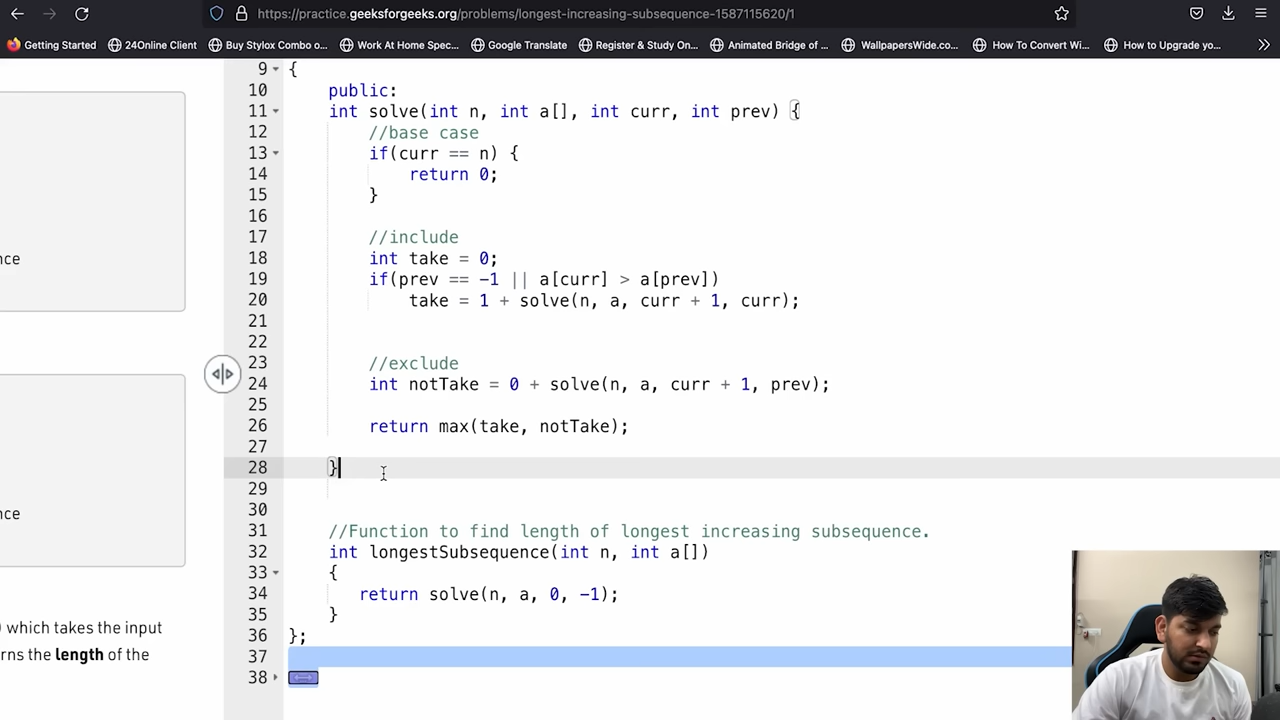 https://practice.geeksforgeeks.org/problems/longest-increasing-subsequence-1587115620/1
Getting Started
24Online Client
Buy Stylox Combo o...
Work At Home Spec...
Google Translate
Register & Study On...
Animated Bridge of ...
WallpapersWide.co...
How To Convert Wi...
How to Upgrade yo...
nce
nce
) which takes the input
rns the length of the
9 {
10 public:
11 int solve(int n, int a[], int curr, int prev) {
12 //base case
13 if(curr == n) {
14 return 0;
15 }
16
17 //include
18 int take = 0;
19 if(prev == -1 || a[curr] > a[prev])
20 take = 1 + solve(n, a, curr + 1, curr);
21
22
23 //exclude
24 int notTake = 0 + solve(n, a, curr + 1, prev);
25
26 return max(take, notTake);
27
28 }
29
30
31 //Function to find length of longest increasing subsequence.
32 int longestSubsequence(int n, int a[])
33 {
34 return solve(n, a, 0, -1);
35 }
36 };
37
38